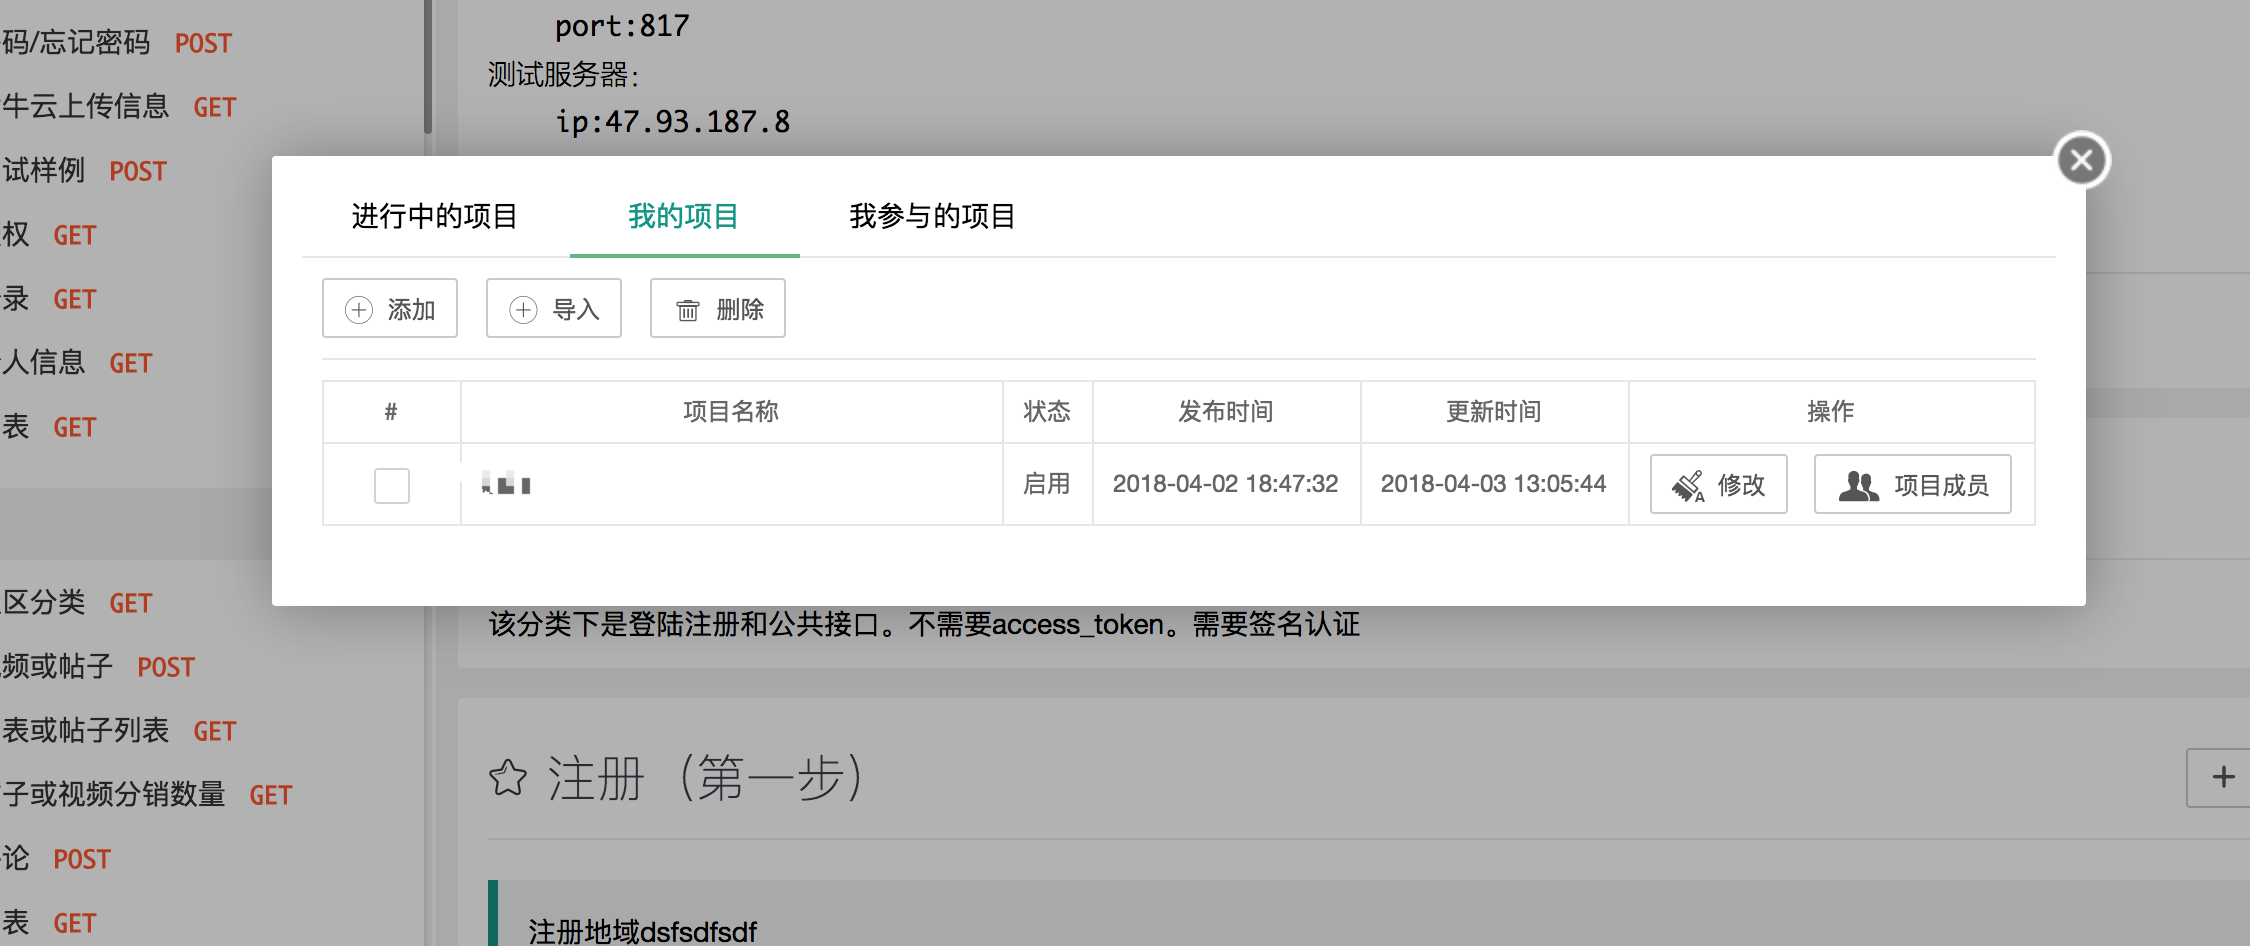 码/忘记密码 POST
牛云上传信息 GET
试样例 POST
权 GET
录 GET
人信息 GET
表 GET
区分类 GET
频或帖子 POST
表或帖子列表 GET
子或视频分销数量 GET
论 POST
表 GET
port:817
测试服务器:
ip:47.93.187.8
进行中的项目 我的项目 我参与的项目
添加 导入 删除
# 项目名称 状态 发布时间 更新时间 操作
启用 2018-04-02 18:47:32 2018-04-03 13:05:44 修改 项目成员
该分类下是登陆注册和公共接口。不需要access_token。需要签名认证
注册（第一步）
注册地域dsfsdfsdf